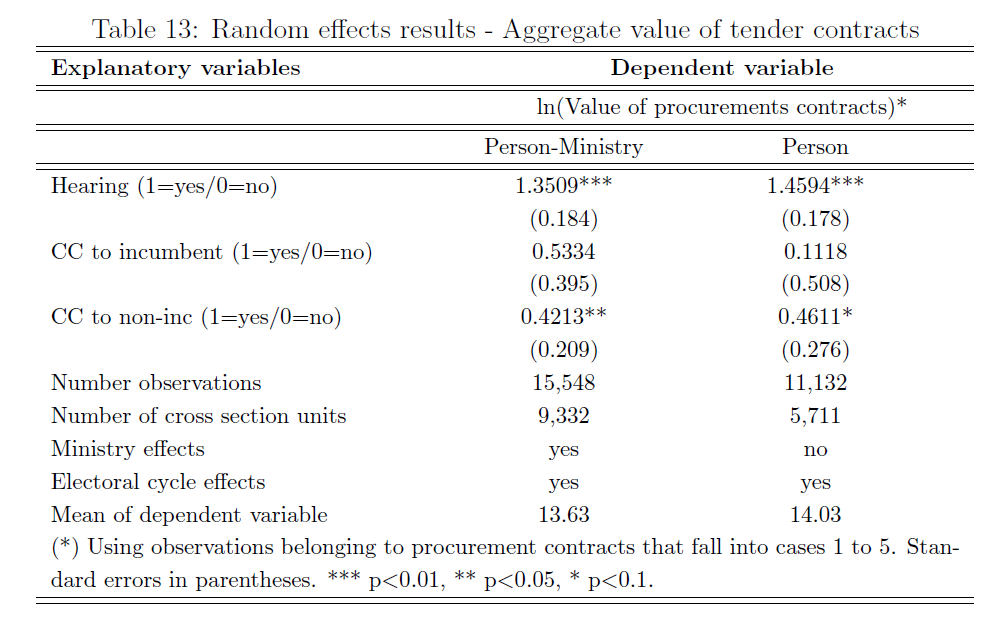 Table 13: Random effects results - Aggregate value of tender contracts
Explanatory variables Dependent variable
ln(Value of procurements contracts)*
Person-Ministry Person
Hearing (1=yes/0=no) 1.3509*** 1.4594***
(0.184) (0.178)
CC to incumbent (1=yes/0=no) 0.5334 0.1118
(0.395) (0.508)
CC to non-inc (1=yes/0=no) 0.4213** 0.4611*
(0.209) (0.276)
Number observations 15,548 11,132
Number of cross section units 9,332 5,711
Ministry effects yes no
Electoral cycle effects yes yes
Mean of dependent variable 13.63 14.03
(*) Using observations belonging to procurement contracts that fall into cases 1 to 5. Stan-
dard errors in parentheses. *** p<0.01, ** p<0.05, * p<0.1.